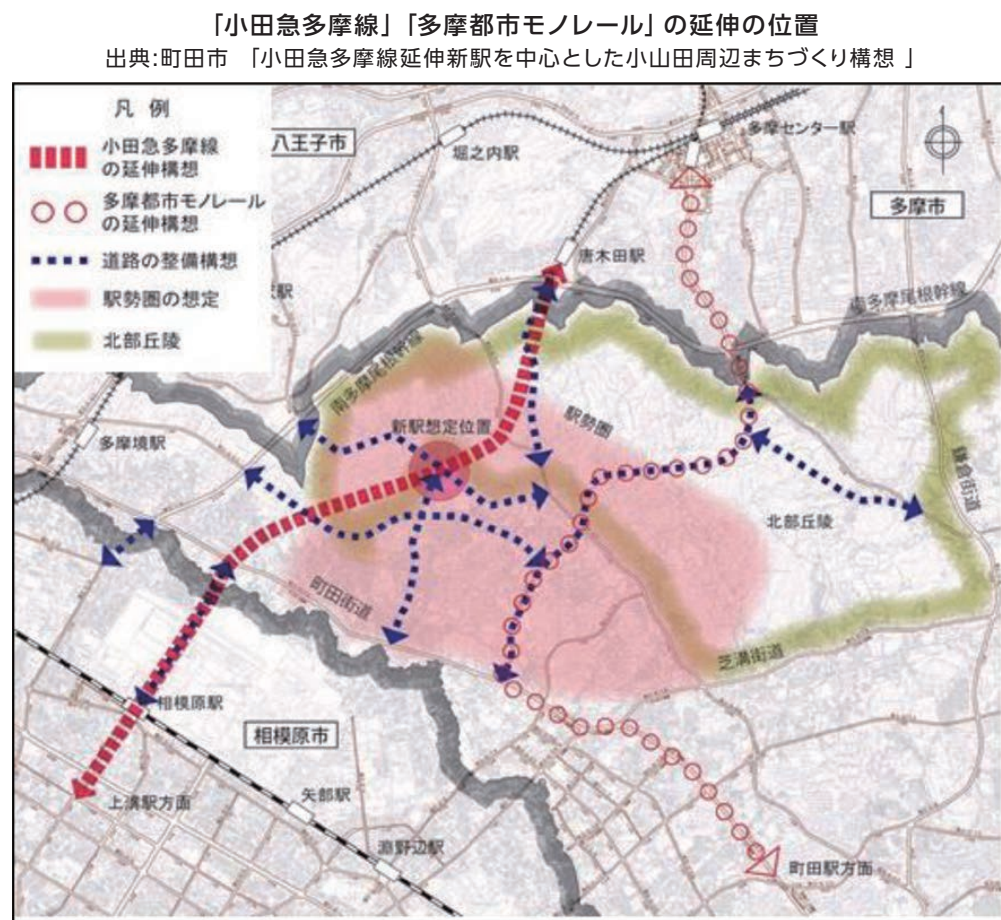 「小田急多摩線」「多摩都市モノレール」の延伸の位置
出典:町田市 「小田急多摩線延伸新駅を中心とした小山田周辺まちづくり構想 」
凡 例
小田急多摩線
の延伸構想
多摩都市モノレール
の延伸構想
道路の整備構想
駅勢圏の想定
北部丘陵
八王子市
堀之内駅
多摩センター駅
多摩市
唐木田駅
南多摩尾根幹線
南多摩尾根幹線
新駅想定位置
駅勢圏
多摩境駅
鎌倉街道
北部丘陵
町田街道
芝溝街道
相模原駅
相模原市
上溝駅方面
矢部駅
淵野辺駅
町田駅方面